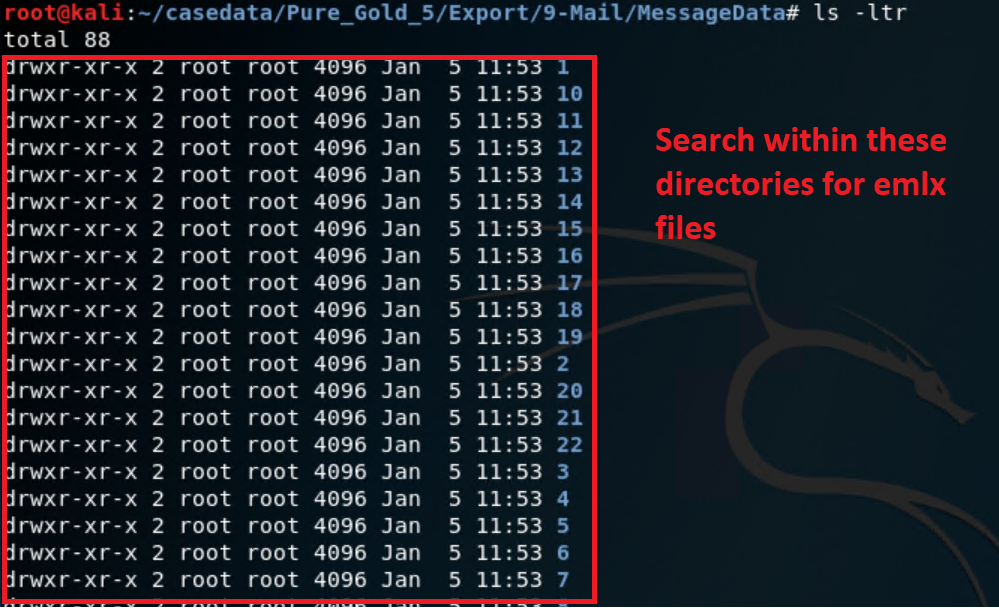 root@kali:~/casedata/Pure_Gold_5/Export/9-Mail/MessageData# ls -ltr
total 88
drwxr-xr-x 2 root root 4096 Jan  5 11:53 1
drwxr-xr-x 2 root root 4096 Jan  5 11:53 10
drwxr-xr-x 2 root root 4096 Jan  5 11:53 11
drwxr-xr-x 2 root root 4096 Jan  5 11:53 12
drwxr-xr-x 2 root root 4096 Jan  5 11:53 13
drwxr-xr-x 2 root root 4096 Jan  5 11:53 14
drwxr-xr-x 2 root root 4096 Jan  5 11:53 15
drwxr-xr-x 2 root root 4096 Jan  5 11:53 16
drwxr-xr-x 2 root root 4096 Jan  5 11:53 17
drwxr-xr-x 2 root root 4096 Jan  5 11:53 18
drwxr-xr-x 2 root root 4096 Jan  5 11:53 19
drwxr-xr-x 2 root root 4096 Jan  5 11:53 2
drwxr-xr-x 2 root root 4096 Jan  5 11:53 20
drwxr-xr-x 2 root root 4096 Jan  5 11:53 21
drwxr-xr-x 2 root root 4096 Jan  5 11:53 22
drwxr-xr-x 2 root root 4096 Jan  5 11:53 3
drwxr-xr-x 2 root root 4096 Jan  5 11:53 4
drwxr-xr-x 2 root root 4096 Jan  5 11:53 5
drwxr-xr-x 2 root root 4096 Jan  5 11:53 6
drwxr-xr-x 2 root root 4096 Jan  5 11:53 7
Search within these
directories for emlx
files